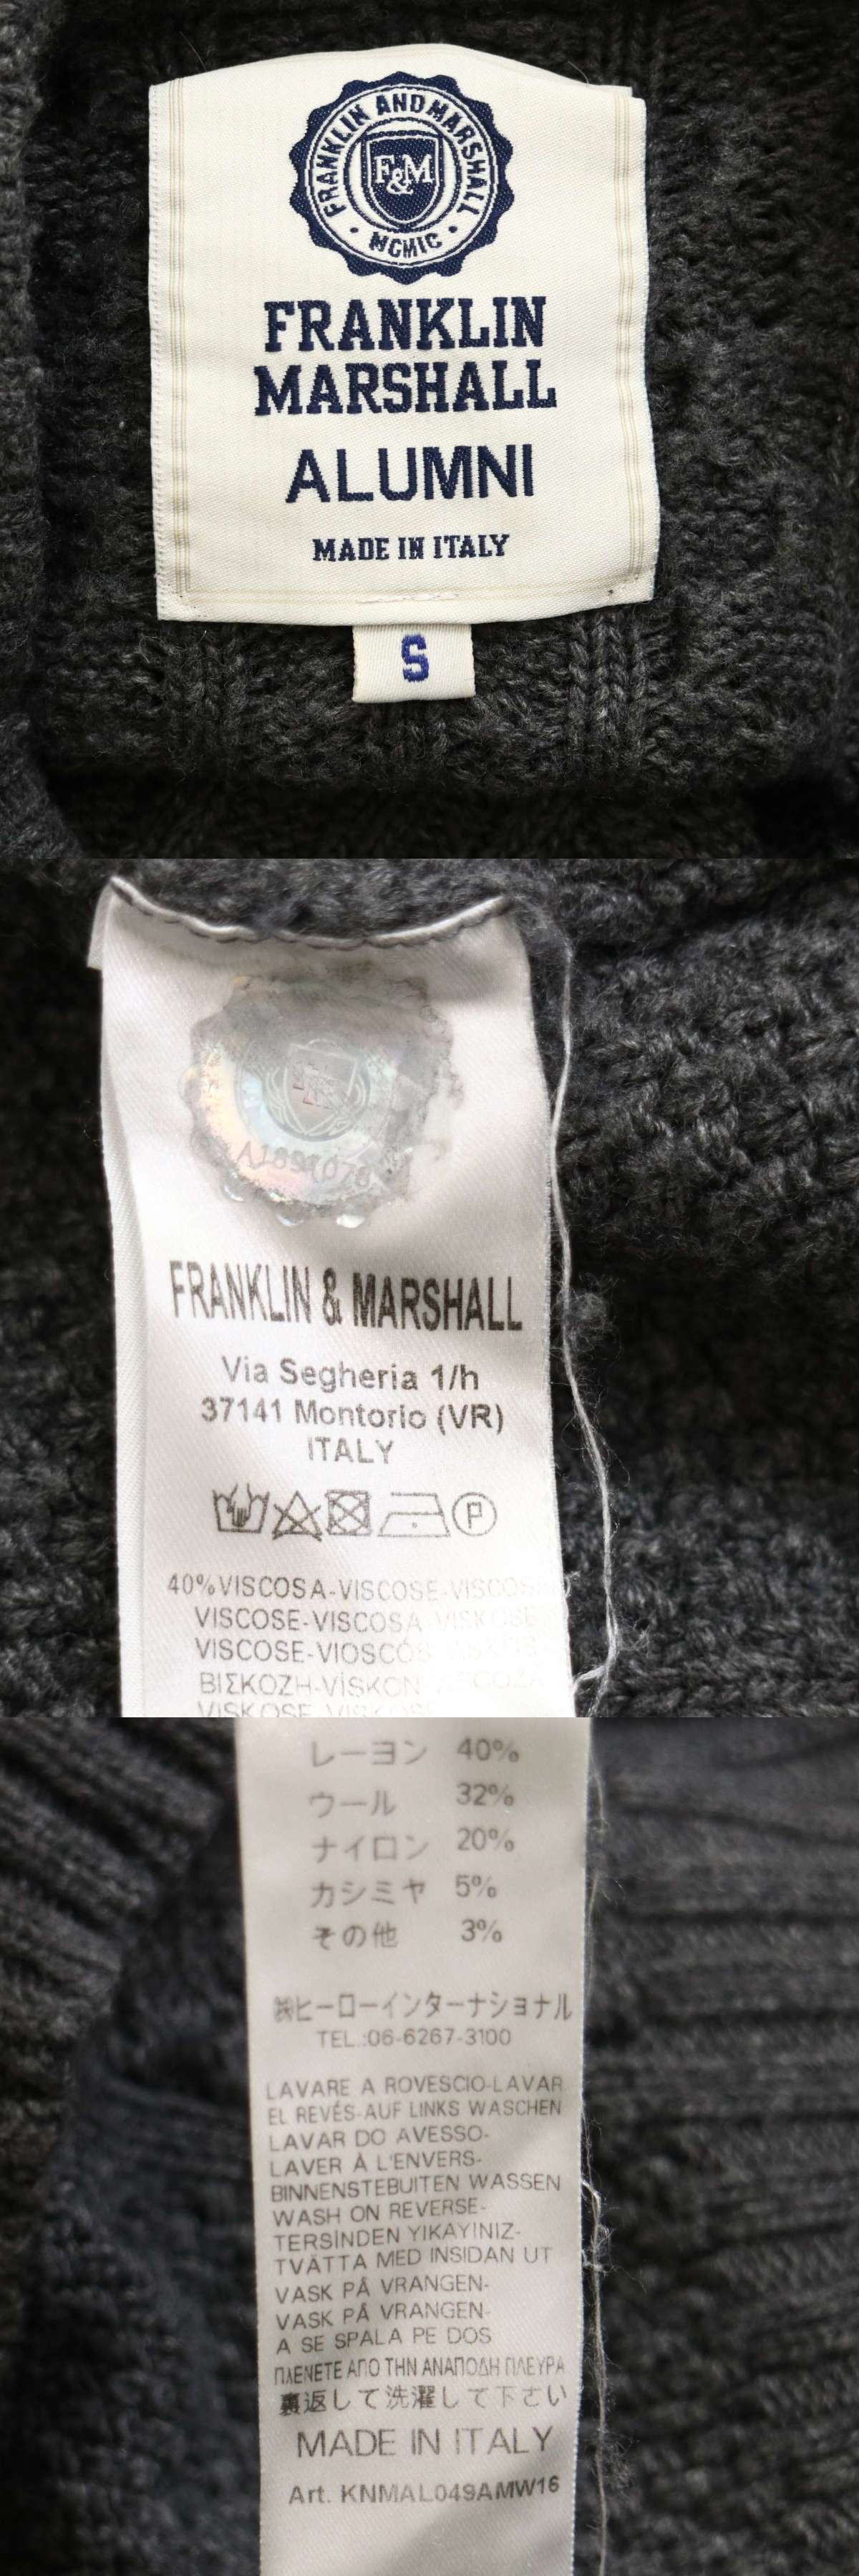 FRANKLIN AND MARSHALL
F&M
• MCMIC •
FRANKLIN
MARSHALL
ALUMNI
MADE IN ITALY
S
FRANKLIN & MARSHALL
Via Segheria 1/h
37141 Montorio (VR)
ITALY
P
40%VISCOSA-VISCOSE-VISCO
VISCOSE-VISCOSA VISKOSE
VISCOSE-VIOSCÓS
ΒΙΣΚΟΖΗ-VÍSKON
VISKOSE
レーヨン 40%
ウール 32%
ナイロン 20%
カシミヤ 5%
その他 3%
㈱ヒーローインターナショナル
TEL.:06-6267-3100
LAVARE A ROVESCIO-LAVAR
EL REVÉS-AUF LINKS WASCHEN
LAVAR DO AVESSO-
LAVER À L'ENVERS-
BINNENSTEBUITEN WASSEN
WASH ON REVERSE-
TERSİNDEN YIKAYINIZ-
TVÄTTA MED INSIDAN UT
VASK PÅ VRANGEN-
VASK PÅ VRANGEN-
A SE SPALA PE DOS
ΠΛΕΝΕΤΕ ΑΠΟ ΤΗΝ ΑΝΑΠΟΔΗ ΠΛΕΥΡΑ
裏返して洗濯して下さい
MADE IN ITALY
Art. KNMAL049AMW16